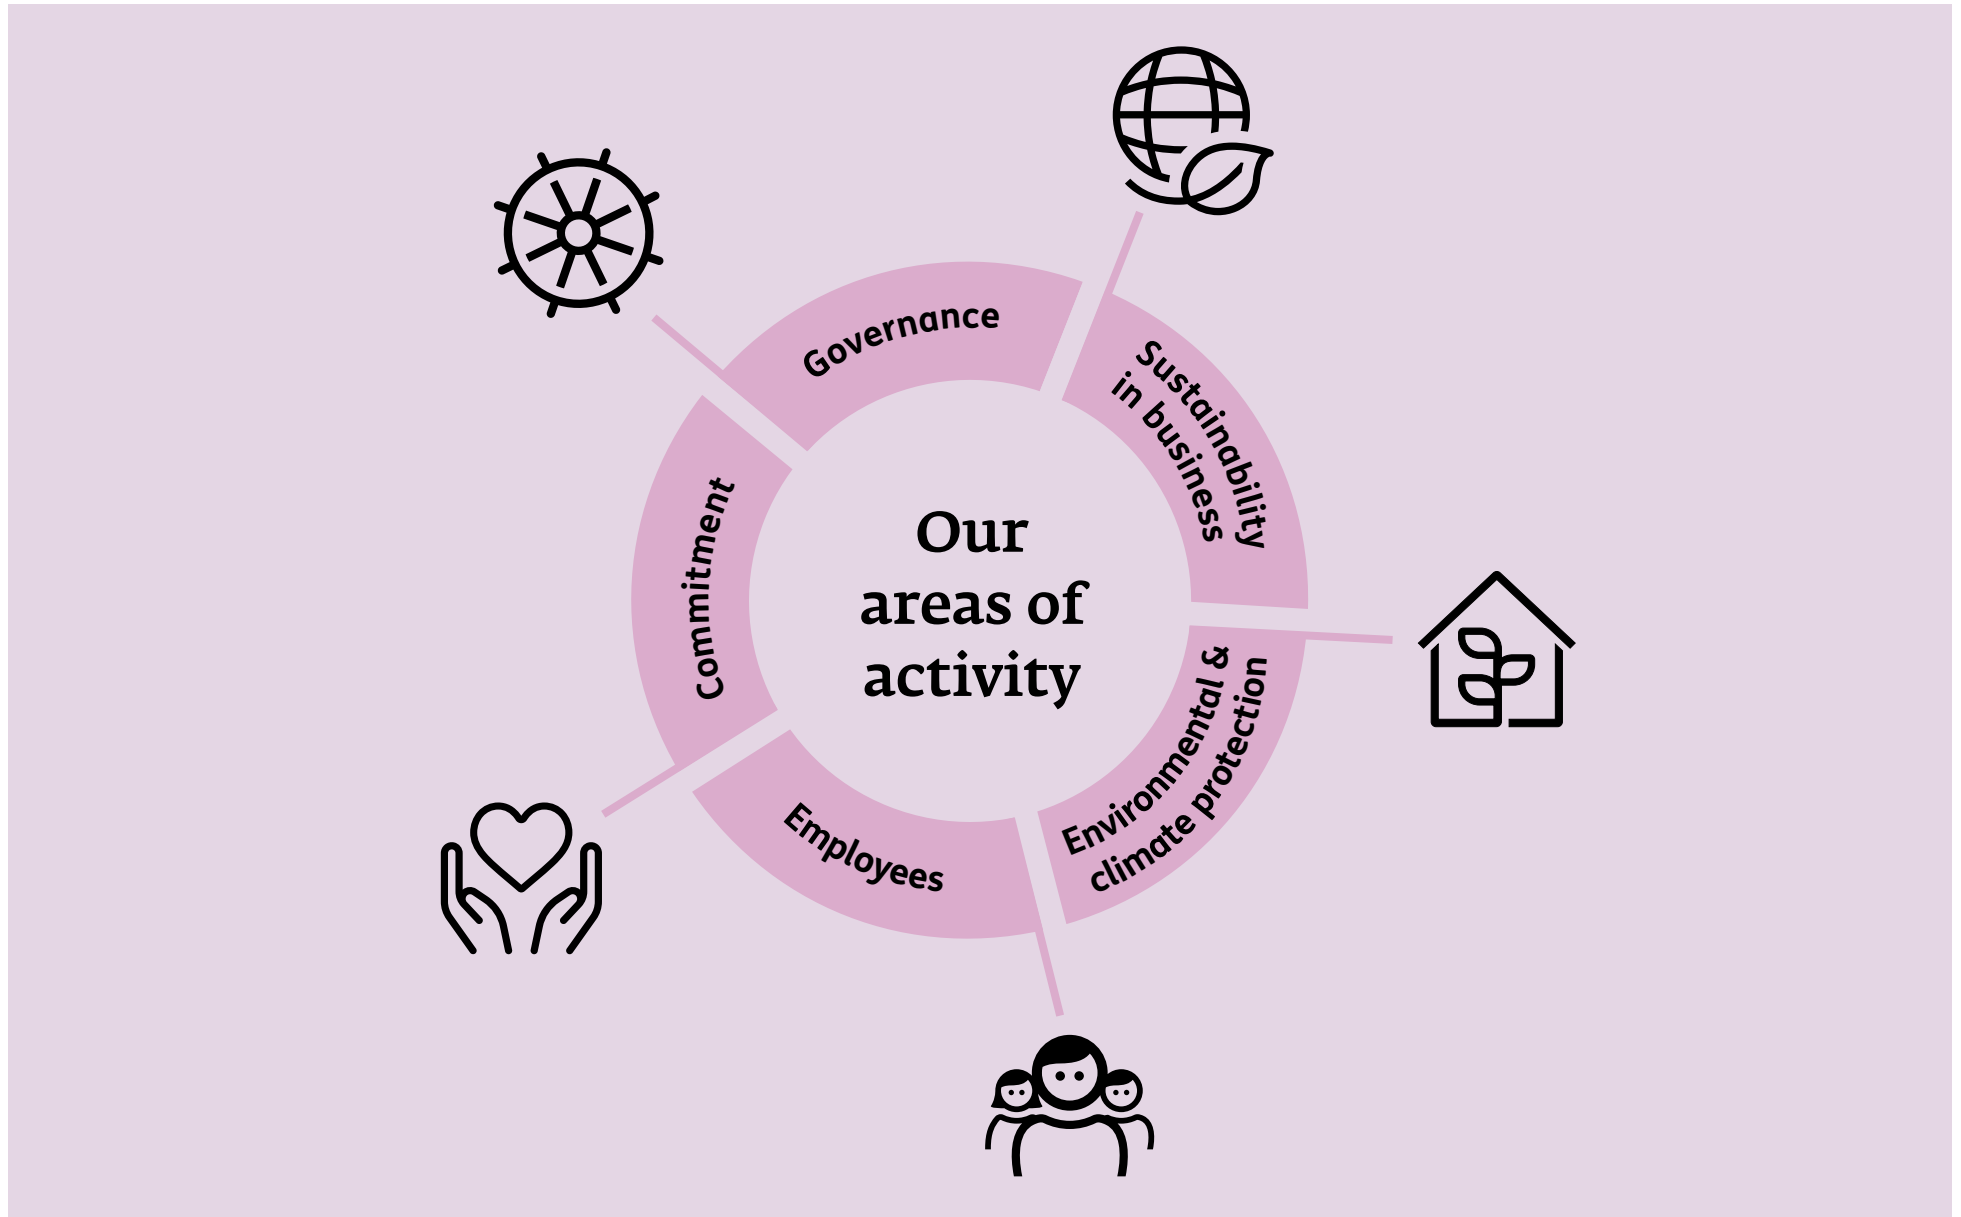 Our
areas of
activity
Governance
Sustainability
in business
Environmental &
climate protection
Employees
Commitment